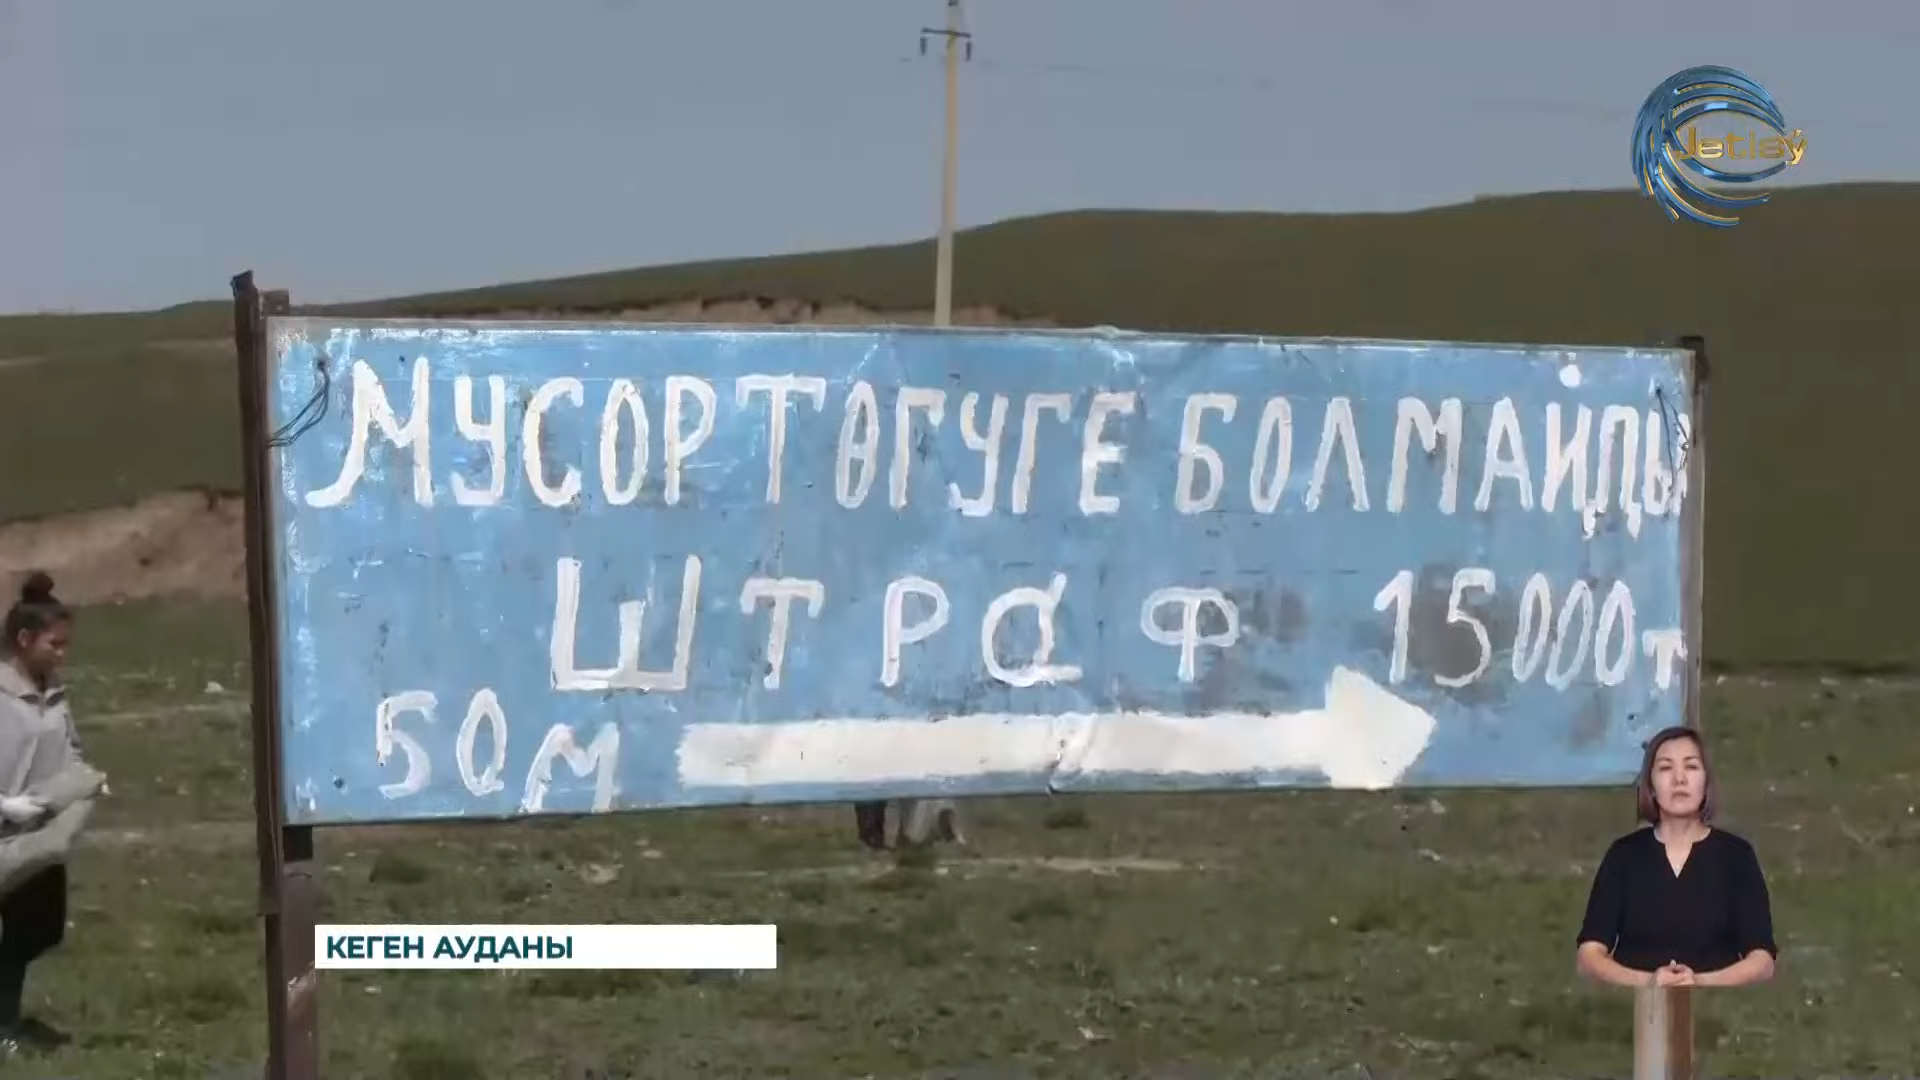 Jetisý
МУСОР ТӨГУГЕ БОЛМАЙДЫ
ШТРАФ 15000т
50м
КЕГЕН АУДАНЫ